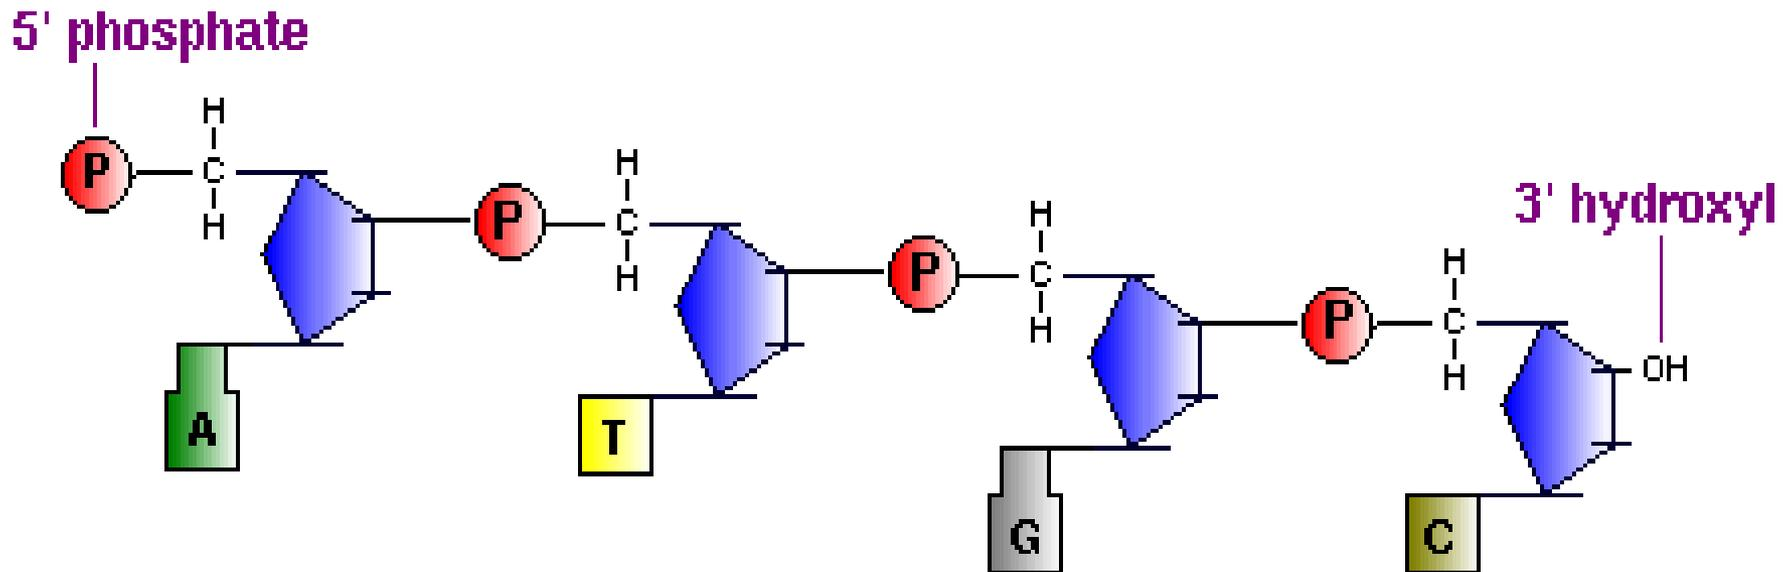 5' phosphate
H
P C
H
H
P C
H
H
P C
H
3' hydroxyl
H
P C OH
H
A
T
G
C